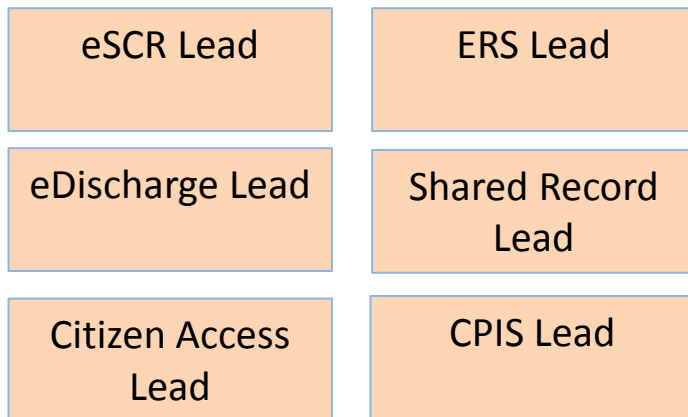 eSCR Lead
ERS Lead
eDischarge Lead
Shared Record
Lead
Citizen Access
Lead
CPIS Lead